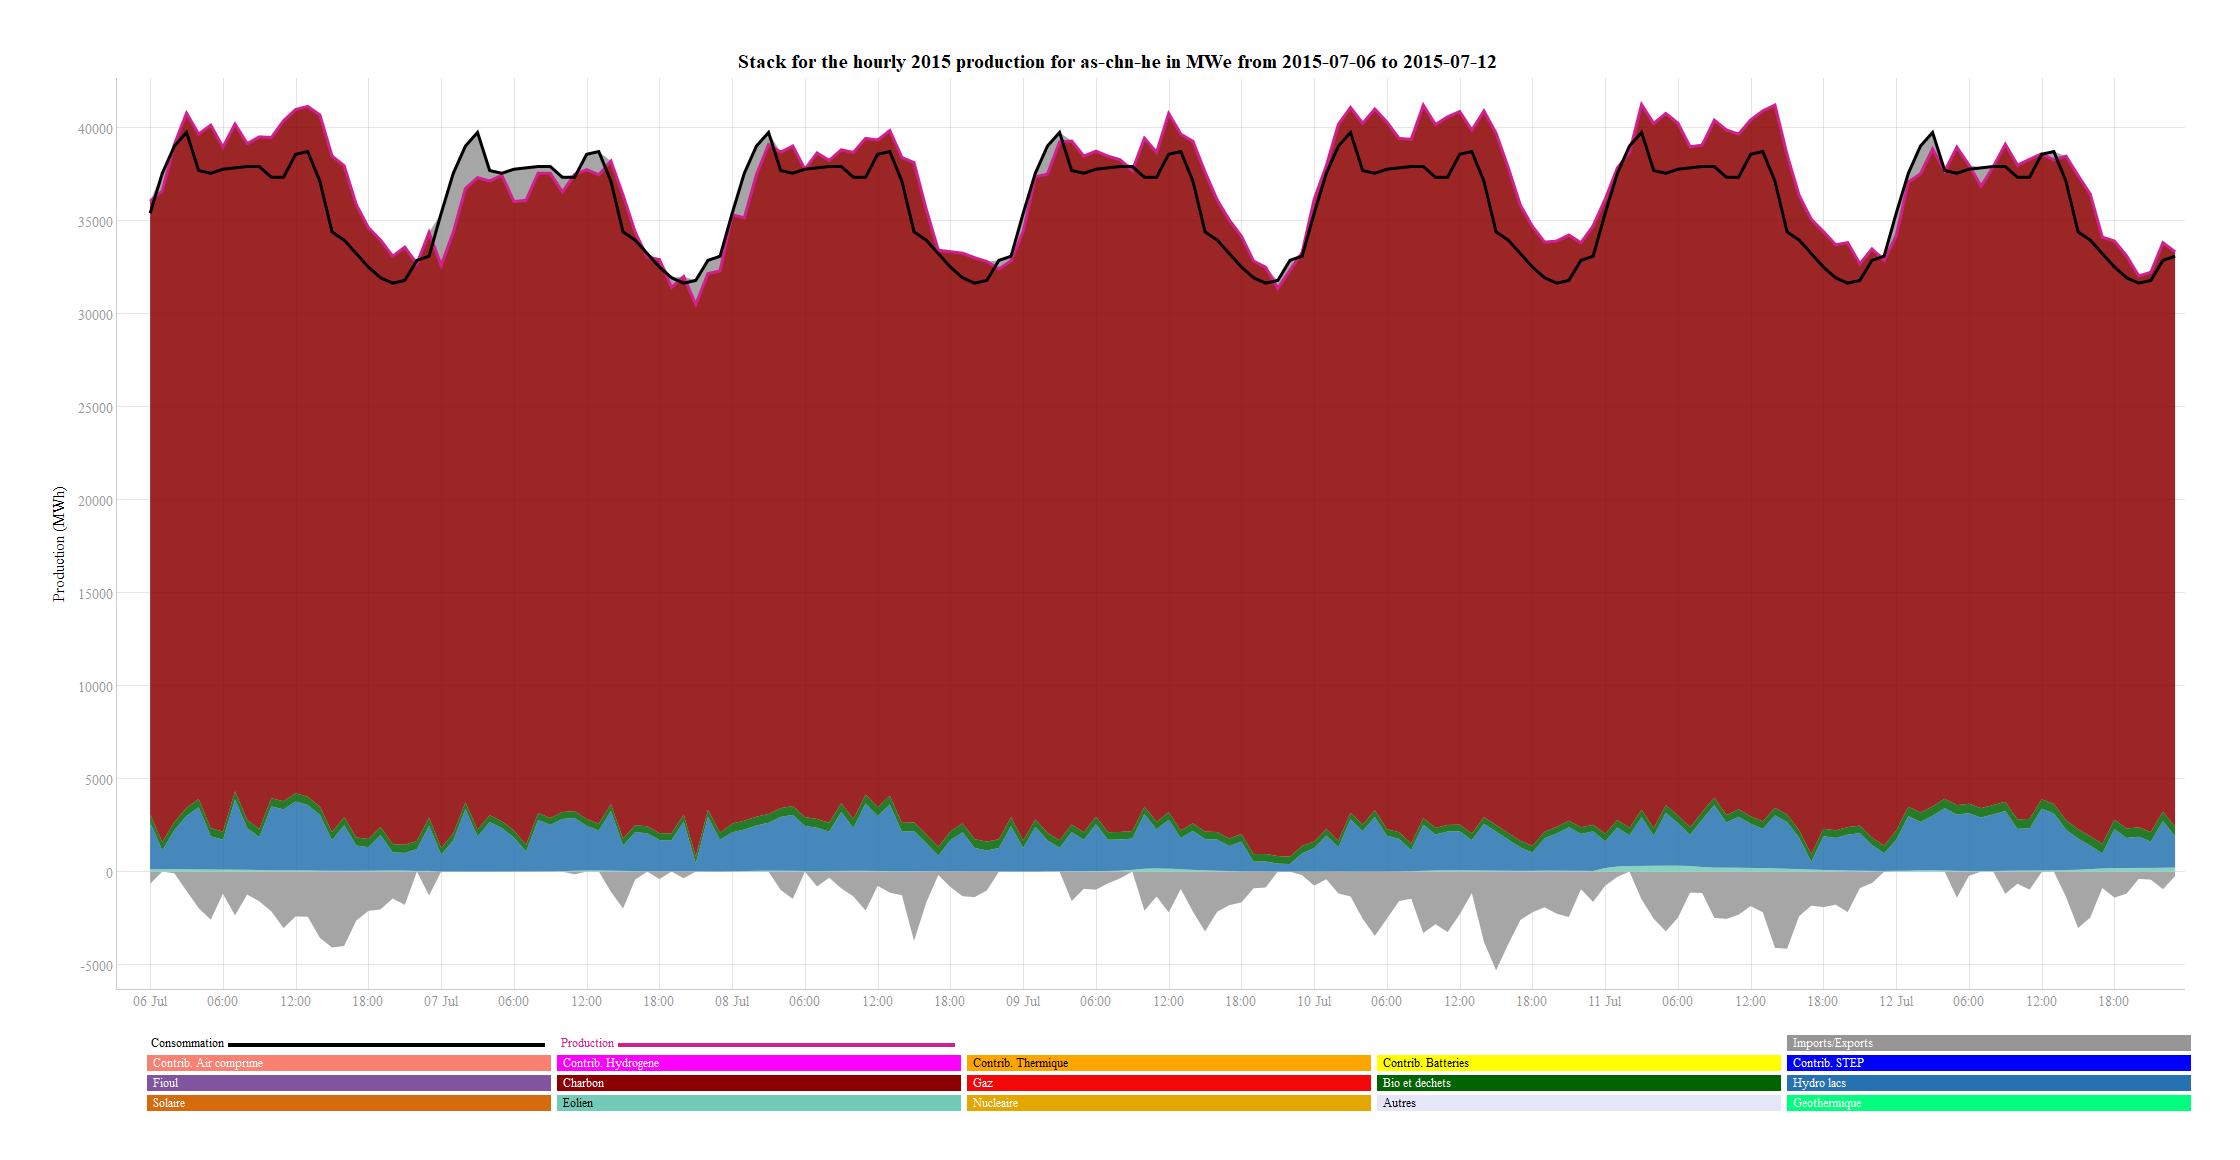 Stack for the hourly 2015 production for as-chn-he in MWe from 2015-07-06 to 2015-07-12
40000
35000
30000
25000
20000
15000
10000
5000
0
-5000
Production (MWh)
06 Jul 06:00 12:00 18:00 07 Jul 06:00 12:00 18:00 08 Jul 06:00 12:00 18:00 09 Jul 06:00 12:00 18:00 10 Jul 06:00 12:00 18:00 11 Jul 06:00 12:00 18:00 12 Jul 06:00 12:00 18:00
Consommation Production Imports/Exports
Contrib. Air comprime Contrib. Hydrogene Contrib. Thermique Contrib. Batteries Contrib. STEP
Fioul Charbon Gaz Bio et dechets Hydro lacs
Solaire Eolien Nucleaire Autres Geothermique